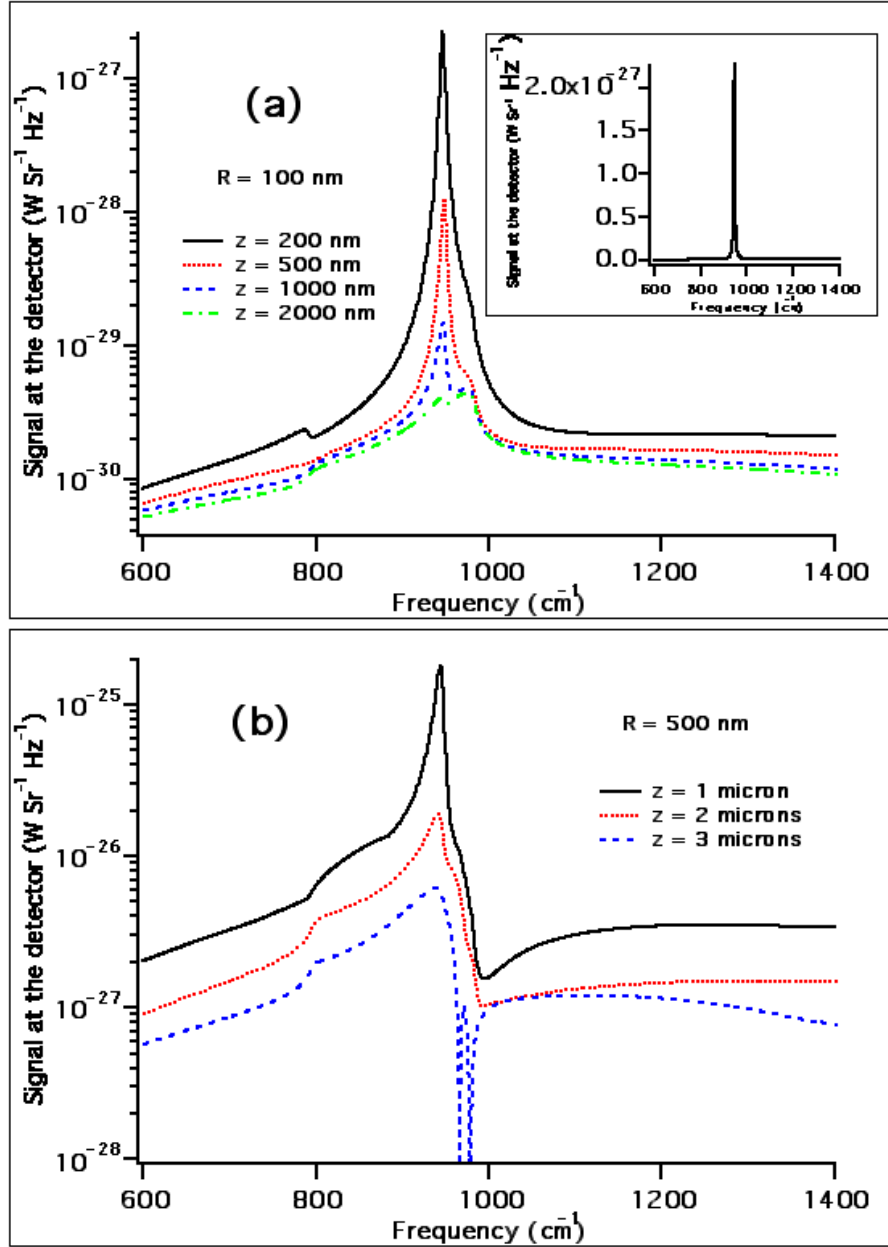 (a)
R = 100 nm
z = 200 nm
z = 500 nm
z = 1000 nm
z = 2000 nm
Signal at the detector (W Sr⁻¹ Hz⁻¹)
10⁻²⁷
10⁻²⁸
10⁻²⁹
10⁻³⁰
600 800 1000 1200 1400
Frequency (cm⁻¹)
Signal at the detector (W Sr⁻¹ Hz⁻¹)
2.0x10⁻²⁷
1.5
1.0
0.5
0.0
600 800 1000 1200 1400
Frequency (cm⁻¹)
(b)
R = 500 nm
z = 1 micron
z = 2 microns
z = 3 microns
Signal at the detector (W Sr⁻¹ Hz⁻¹)
10⁻²⁵
10⁻²⁶
10⁻²⁷
10⁻²⁸
600 800 1000 1200 1400
Frequency (cm⁻¹)